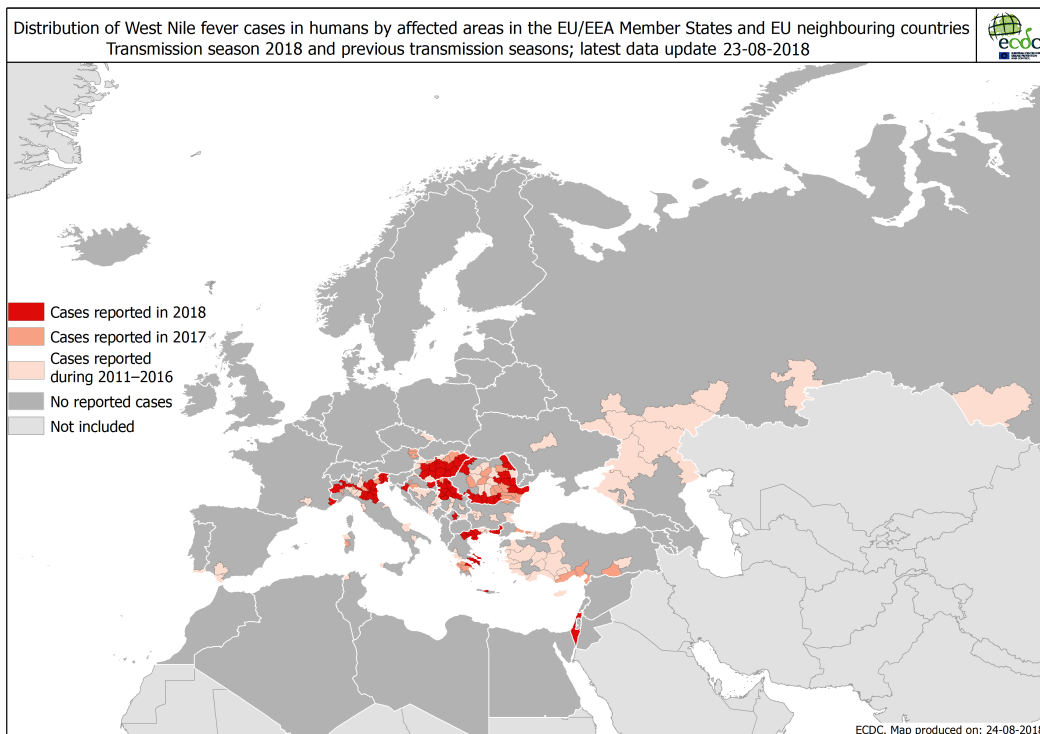 Distribution of West Nile fever cases in humans by affected areas in the EU/EEA Member States and EU neighbouring countries
Transmission season 2018 and previous transmission seasons; latest data update 23-08-2018
ecdc
Cases reported in 2018
Cases reported in 2017
Cases reported
during 2011–2016
No reported cases
Not included
ECDC. Map produced on: 24-08-2018